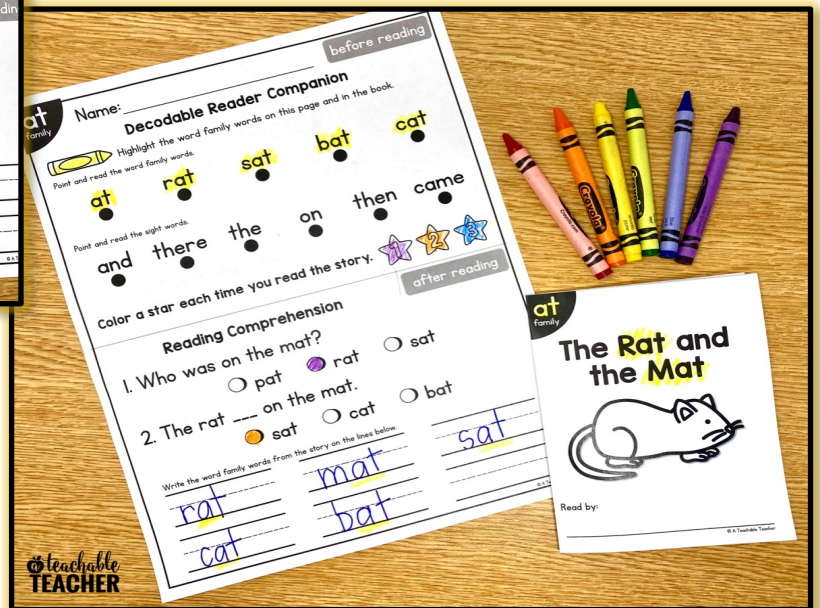 before reading
at
family
Name:
Decodable Reader Companion
Highlight the word family words on this page and in the book.
Point and read the word family words.
at rat sat bat cat
Point and read the sight words.
and there the on then came
Color a star each time you read the story. 1 2 3
after reading
Reading Comprehension
1. Who was on the mat?
pat rat sat
2. The rat ___ on the mat.
sat cat bat
Write the word family words from the story on the lines below.
rat mat sat
cat bat
at
family
The Rat and
the Mat
Read by:
© A Teachable Teacher
Crayola
a teachable
TEACHER